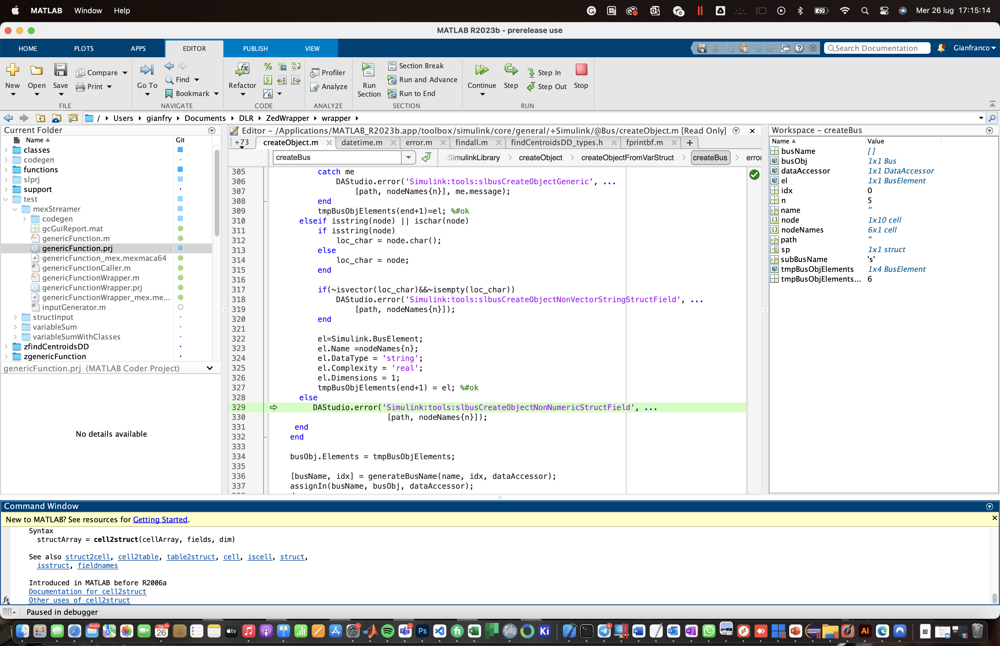 MATLAB Window Help
6
Mer 26 lug 17:15:14
MATLAB R2023b - prerelease use
HOME PLOTS APPS EDITOR PUBLISH VIEW
Search Documentation
Gianfranco
New
Open
Save
Compare
Print
FILE
Go To
Find
Bookmark
NAVIGATE
Refactor
CODE
Profiler
Analyze
ANALYZE
Run Section
Section Break
Run and Advance
Run to End
SECTION
Continue
Step
Step In
Step Out
Stop
RUN
/ Users gianfry Documents DLR ZedWrapper wrapper
Current Folder
Name Git
classes
codegen
functions
slprj
support
test
mexStreamer
codegen
gcGuiReport.mat
genericFunction.m
genericFunction.prj
genericFunction_mex.mexmaca64
genericFunctionCaller.m
genericFunctionWrapper.m
genericFunctionWrapper.prj
genericFunctionWrapper_mex.me...
inputGenerator.m
structInput
variableSum
variableSumWithClasses
zfindCentroidsDD
zgenericFunction
genericFunction.prj (MATLAB Coder Project)
No details available
Editor – /Applications/MATLAB_R2023b.app/toolbox/simulink/core/general/+Simulink/@Bus/createObject.m [Read Only]
+73 createObject.m datetime.m error.m findall.m findCentroidsDD_types.h fprintbf.m +
createBus
eSimulinkLibrary createObject createObjectFromVarStruct createBus error
305 catch me
306 DAStudio.error('Simulink:tools:slbusCreateObjectGeneric', ...
307 [path, nodeNames{n}], me.message);
308 end
309 tmpBusObjElements(end+1)=el; %#ok
310 elseif isstring(node) || ischar(node)
311 if isstring(node)
312 loc_char = node.char();
313 else
314 loc_char = node;
315 end
316
317 if(~isvector(loc_char)&&~isempty(loc_char))
318 DAStudio.error('Simulink:tools:slbusCreateObjectNonVectorStringStructField', ...
319 [path, nodeNames{n}]);
320 end
321
322 el=Simulink.BusElement;
323 el.Name =nodeNames{n};
324 el.DataType = 'string';
325 el.Complexity = 'real';
326 el.Dimensions = 1;
327 tmpBusObjElements(end+1) = el; %#ok
328 else
329 DAStudio.error('Simulink:tools:slbusCreateObjectNonNumericStructField', ...
330 [path, nodeNames{n}]);
331 end
332 end
333
334 busObj.Elements = tmpBusObjElements;
335
336 [busName, idx] = generateBusName(name, idx, dataAccessor);
337 assignIn(busName, busObj, dataAccessor);
Workspace – createBus
Name Value
busName []
busObj 1x1 Bus
dataAccessor 1x1 DataAccessor
el 1x1 BusElement
idx 0
n 5
name ''
node 1x10 cell
nodeNames 6x1 cell
path ''
sp 1x1 struct
subBusName 's'
tmpBusObjElements 1x4 BusElement
tmpBusObjElements... 6
Command Window
New to MATLAB? See resources for Getting Started.
Syntax
structArray = cell2struct(cellArray, fields, dim)
See also struct2cell, cell2table, table2struct, cell, iscell, struct,
isstruct, fieldnames
Introduced in MATLAB before R2006a
Documentation for cell2struct
Other uses of cell2struct
fx
Paused in debugger
59.983
LUG 20
26
tv
1
3
Ps
Ki
6
Ai